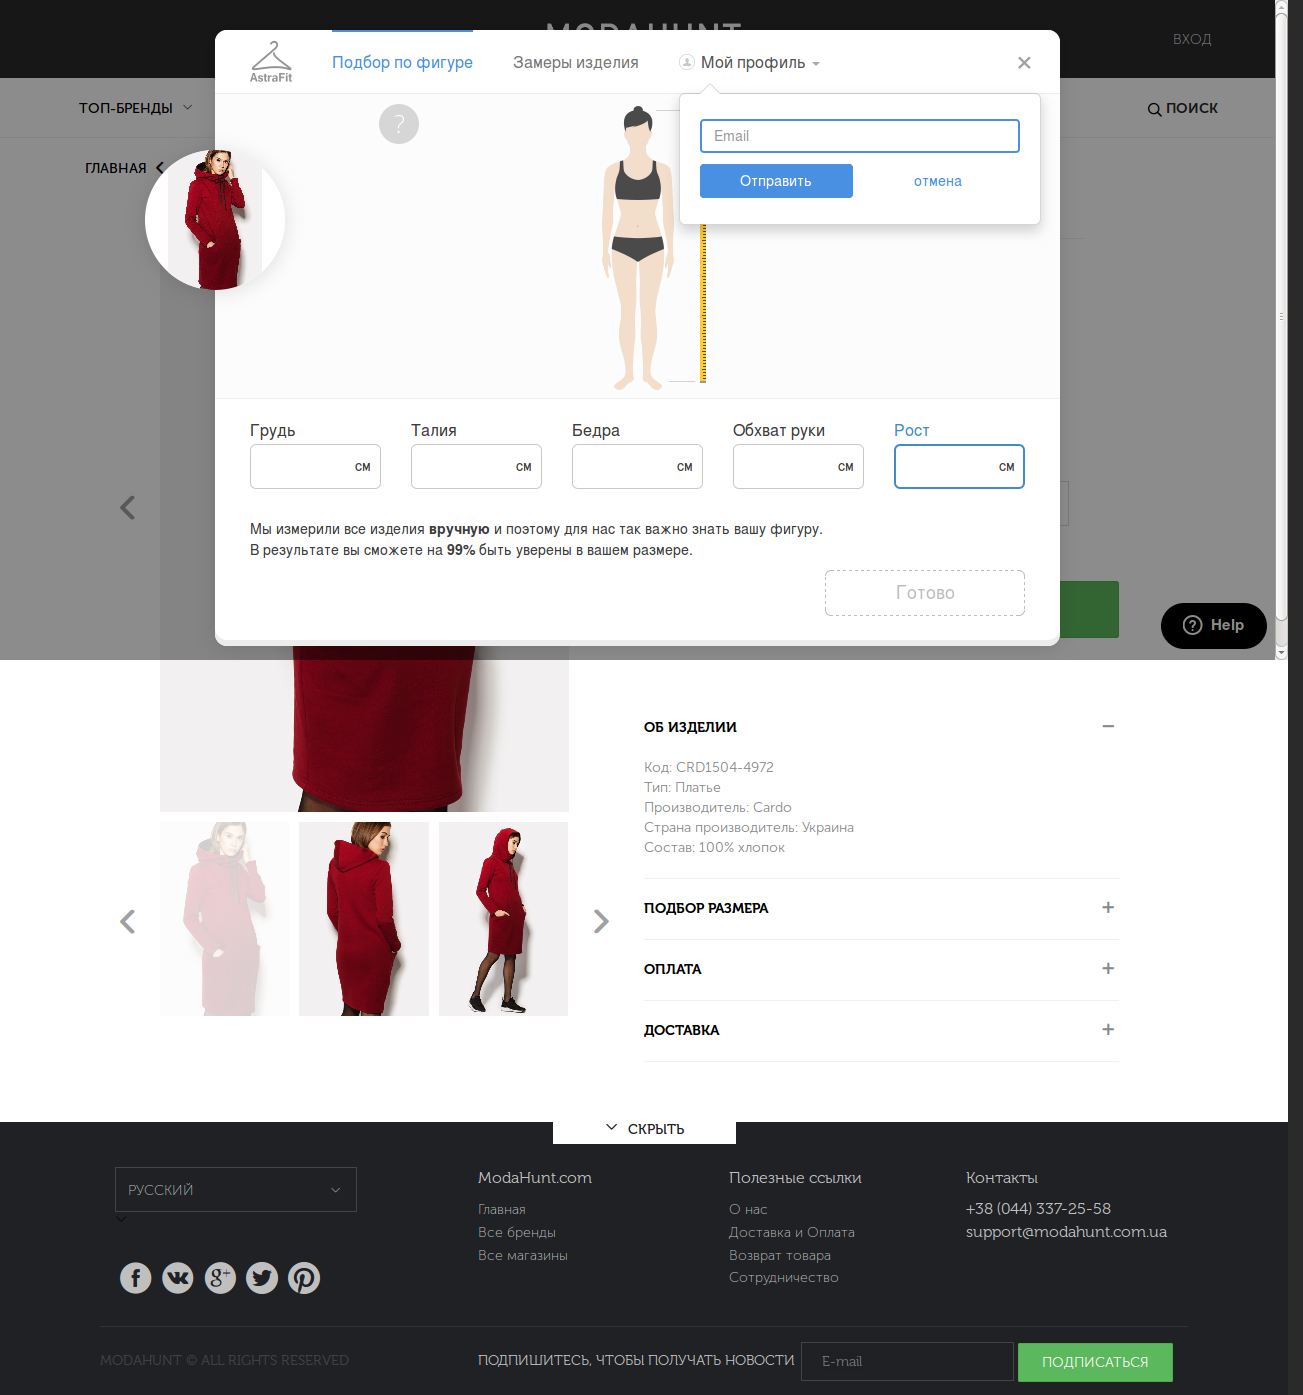 MODAHUNT
ВХОД
AstraFit
Подбор по фигуре
Замеры изделия
Мой профиль
ТОП-БРЕНДЫ
ПОИСК
?
Email
Отправить
отмена
ГЛАВНАЯ
Грудь
Талия
Бедра
Обхват руки
Рост
см
см
см
см
см
Мы измерили все изделия вручную и поэтому для нас так важно знать вашу фигуру.
В результате вы сможете на 99% быть уверены в вашем размере.
Готово
Help
ОБ ИЗДЕЛИИ
Код: CRD1504-4972
Тип: Платье
Производитель: Cardo
Страна производитель: Украина
Состав: 100% хлопок
ПОДБОР РАЗМЕРА
ОПЛАТА
ДОСТАВКА
СКРЫТЬ
РУССКИЙ
ModaHunt.com
Главная
Все бренды
Все магазины
Полезные ссылки
О нас
Доставка и Оплата
Возврат товара
Сотрудничество
Контакты
+38 (044) 337-25-58
support@modahunt.com.ua
MODAHUNT © ALL RIGHTS RESERVED
ПОДПИШИТЕСЬ, ЧТОБЫ ПОЛУЧАТЬ НОВОСТИ
E-mail
ПОДПИСАТЬСЯ